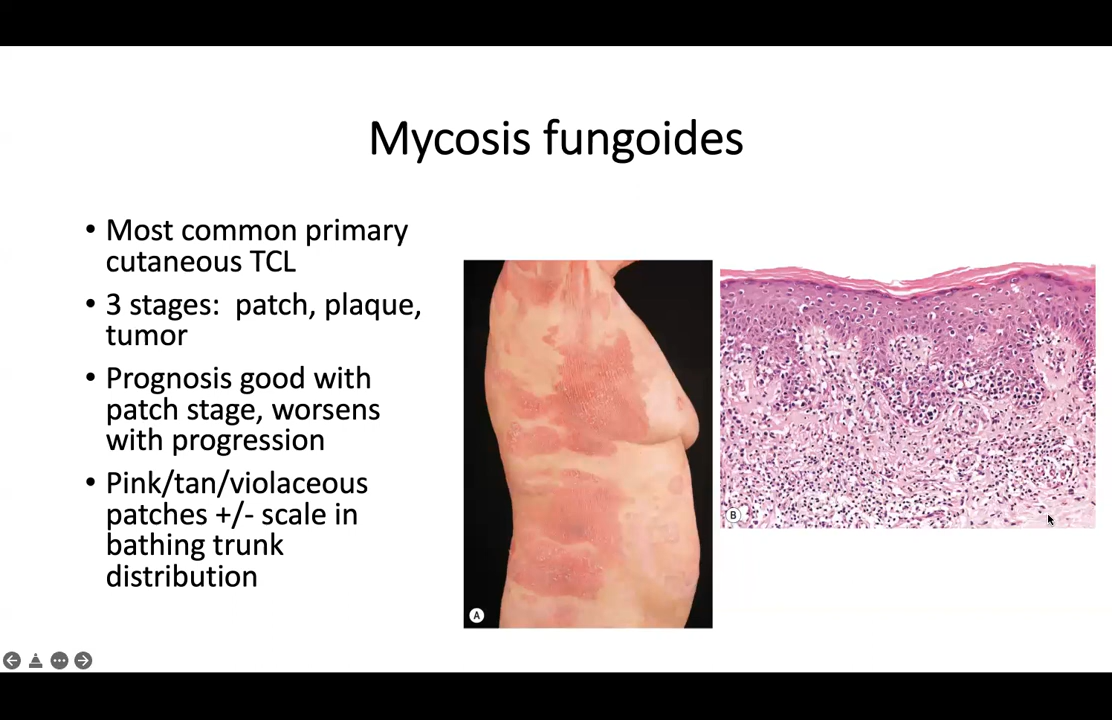 Mycosis fungoides
• Most common primary
cutaneous TCL
• 3 stages:  patch, plaque,
tumor
• Prognosis good with
patch stage, worsens
with progression
• Pink/tan/violaceous
patches +/- scale in
bathing trunk
distribution
A
B